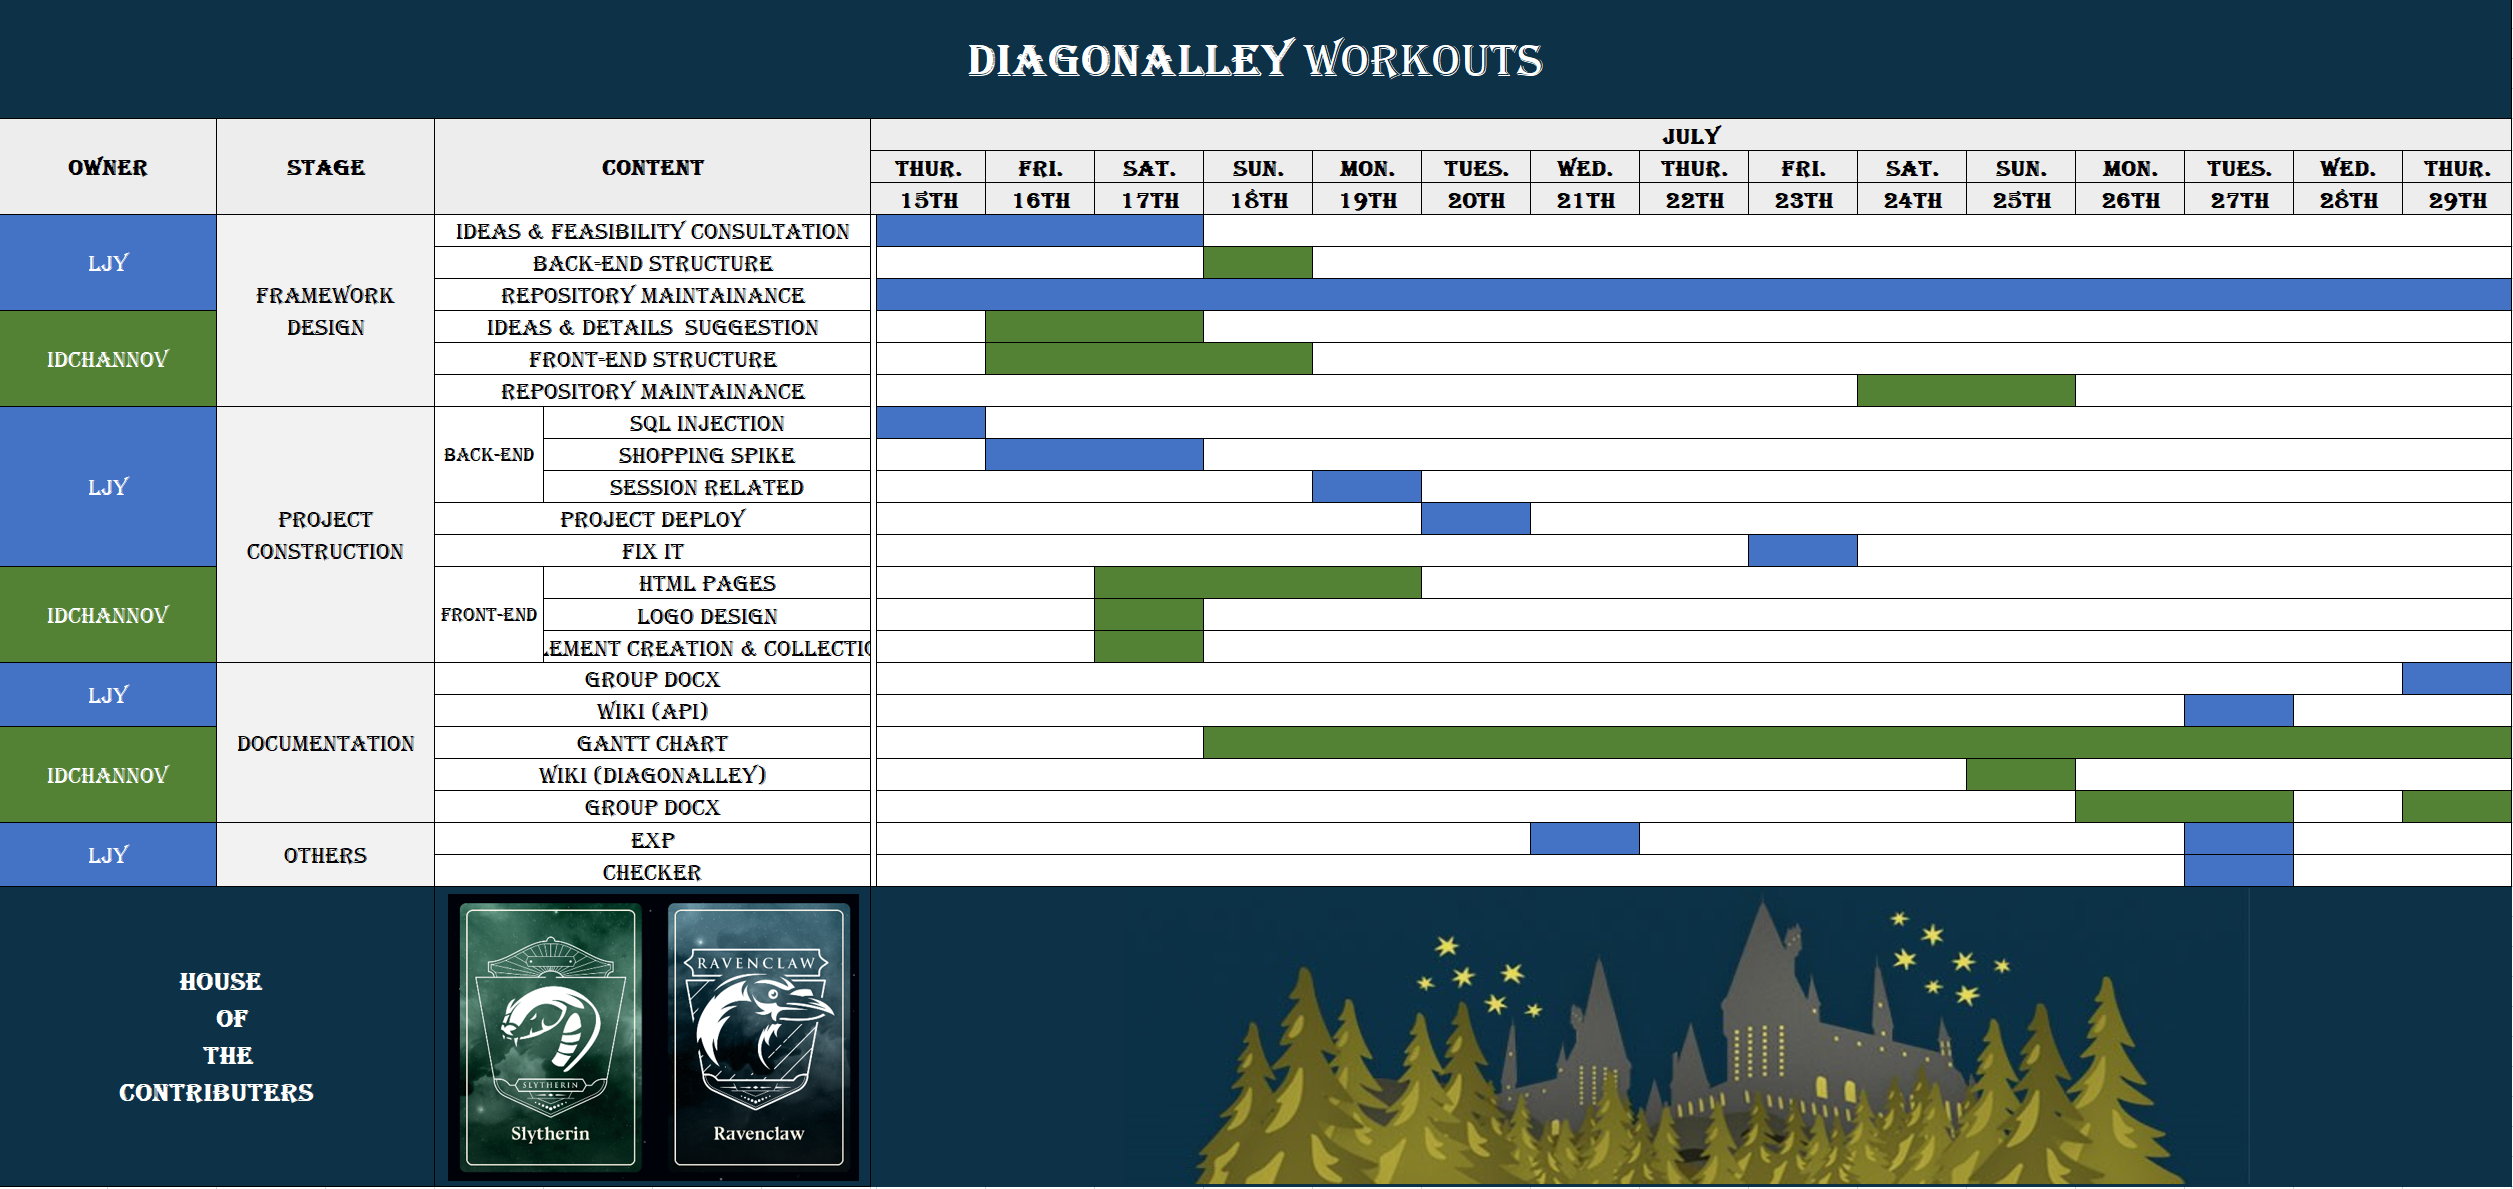 DIAGONALLEY WORKOUTS
OWNER STAGE CONTENT JULY
THUR. FRI. SAT. SUN. MON. TUES. WED. THUR. FRI. SAT. SUN. MON. TUES. WED. THUR.
15TH 16TH 17TH 18TH 19TH 20TH 21TH 22TH 23TH 24TH 25TH 26TH 27TH 28TH 29TH
LJY
FRAMEWORK
DESIGN
IDEAS & FEASIBILITY CONSULTATION
BACK-END STRUCTURE
REPOSITORY MAINTAINANCE
IDCHANNOV
IDEAS & DETAILS SUGGESTION
FRONT-END STRUCTURE
REPOSITORY MAINTAINANCE
LJY
PROJECT
CONSTRUCTION
BACK-END
SQL INJECTION
SHOPPING SPIKE
SESSION RELATED
PROJECT DEPLOY
FIX IT
IDCHANNOV
FRONT-END
HTML PAGES
LOGO DESIGN
LEMENT CREATION & COLLECTIO
LJY
DOCUMENTATION
GROUP DOCX
WIKI (API)
IDCHANNOV
GANTT CHART
WIKI (DIAGONALLEY)
GROUP DOCX
LJY
OTHERS
EXP
CHECKER
HOUSE
OF
THE
CONTRIBUTERS
SLYTHERIN
Slytherin
RAVENCLAW
Ravenclaw